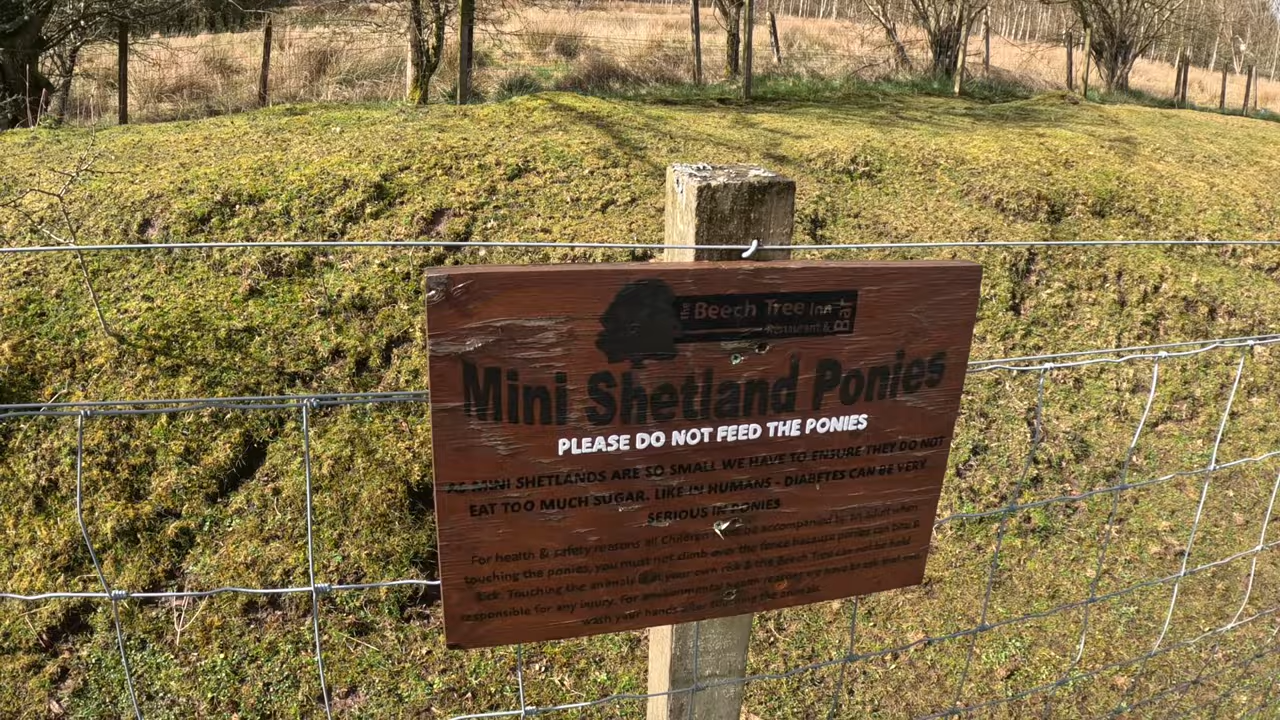 The Beech Tree Inn
Restaurant & Bar
Mini Shetland Ponies
PLEASE DO NOT FEED THE PONIES
AS MINI SHETLANDS ARE SO SMALL WE HAVE TO ENSURE THEY DO NOT
EAT TOO MUCH SUGAR. LIKE IN HUMANS - DIABETES CAN BE VERY
SERIOUS IN PONIES
For health & safety reasons all Children must be accompanied by an adult when
touching the ponies, you must not climb over the fence because ponies can bite &
kick. Touching the animals is at your own risk & the Beech Tree can not be held
responsible for any injury. For environmental health reasons we have to ask that you
wash your hands after touching the animals.